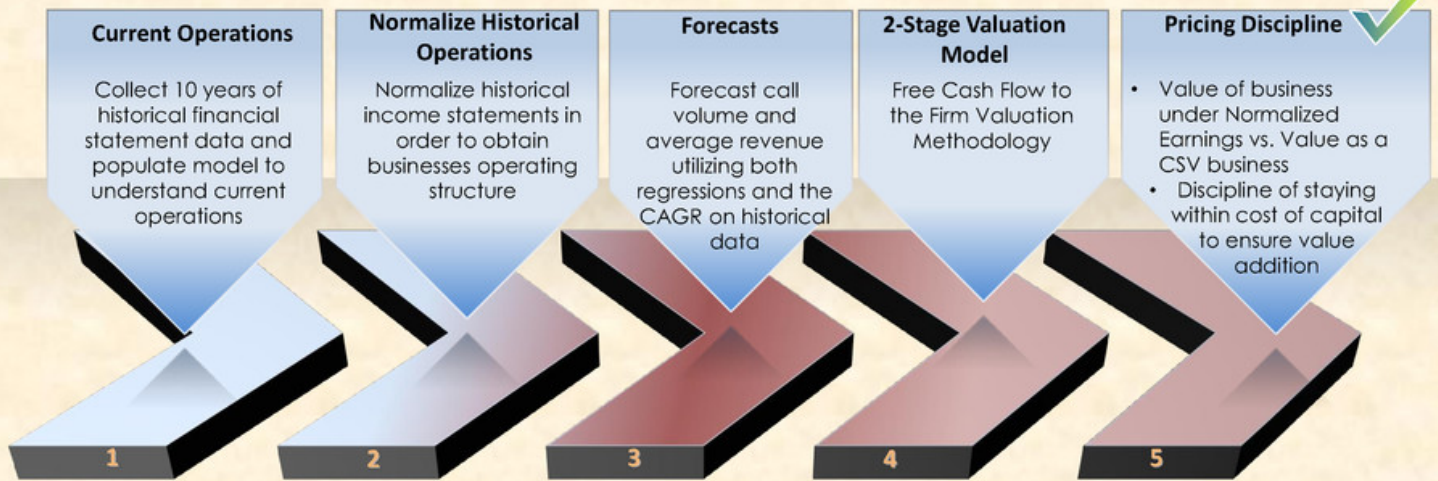 Current Operations
Collect 10 years of
historical financial
statement data and
populate model to
understand current
operations
Normalize Historical
Operations
Normalize historical
income statements in
order to obtain
businesses operating
structure
Forecasts
Forecast call
volume and
average revenue
utilizing both
regressions and the
CAGR on historical
data
2-Stage Valuation
Model
Free Cash Flow to
the Firm Valuation
Methodology
Pricing Discipline
• Value of business
under Normalized
Earnings vs. Value as a
CSV business
• Discipline of staying
within cost of capital
to ensure value
addition
1
2
3
4
5